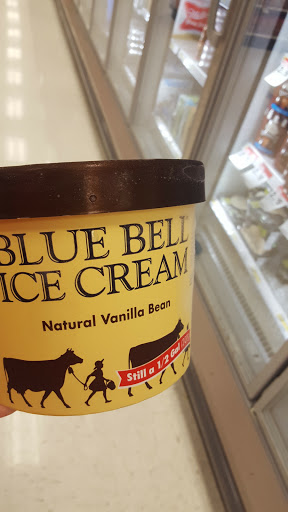 BLUE BELL
ICE CREAM
Natural Vanilla Bean
Still a 1/2 Gal